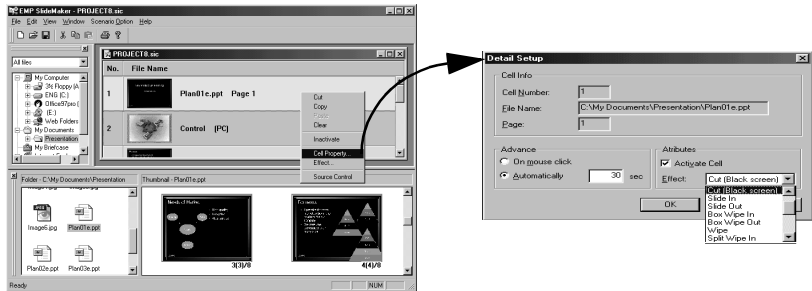 EMP SlideMaker - PROJECT8.sic
File Edit View Window Scenario Option Help
All files
My Computer
3½ Floppy (A
ENG (C:)
Office97pro (
(E:)
Web Folders
My Documents
Presentation
My Briefcase
PROJECT8.sic
No. File Name
1 Plan01e.ppt Page 1
2 Control (PC)
Cut
Copy
Paste
Clear
Inactivate
Cell Property...
Effect...
Source Control
Folder - C:\My Documents\Presentation
Thumbnail - Plan01e.ppt
Image6.jpg
Plan01e.ppt
Plan02e.ppt
Plan03e.ppt
3(3)/8
4(4)/8
Ready
NUM
Detail Setup
Cell Info
Cell Number: 1
File Name: C:\My Documents\Presentation\Plan01e.ppt
Page: 1
Advance
On mouse click
Automatically 30 sec
Atributes
Activate Cell
Effect: Cut (Black screen)
Cut (Black screen)
Slide In
Slide Out
Box Wipe In
Box Wipe Out
Wipe
Split Wipe In
OK